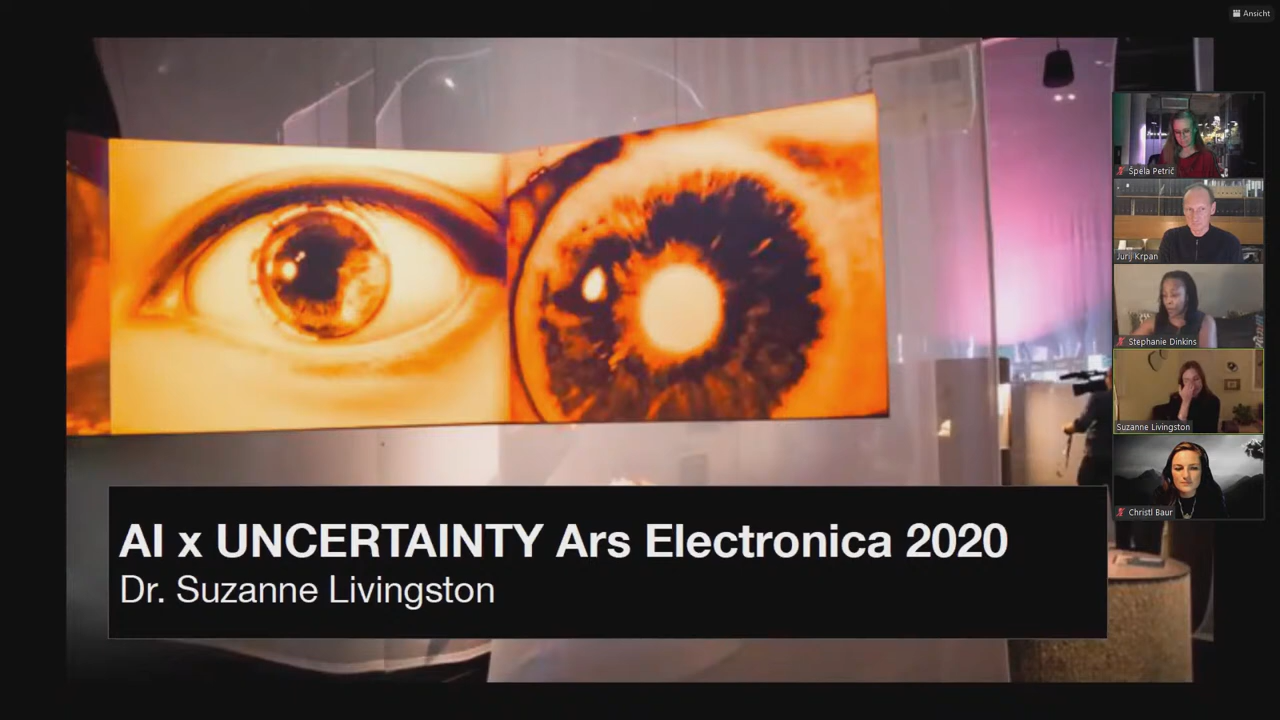 Ansicht
Špela Petrič
Jurij Krpan
Stephanie Dinkins
Suzanne Livingston
Christl Baur
AI x UNCERTAINTY Ars Electronica 2020
Dr. Suzanne Livingston